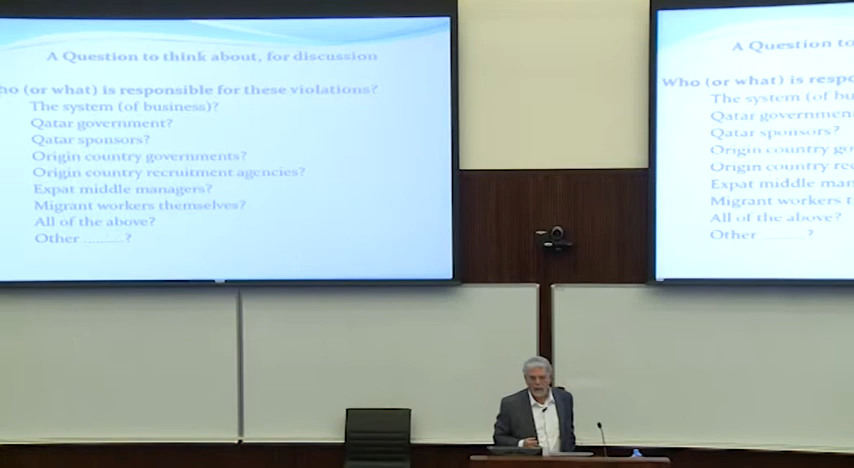 A Question to think about, for discussion
ho (or what) is responsible for these violations?
The system (of business)?
Qatar government?
Qatar sponsors?
Origin country governments?
Origin country recruitment agencies?
Expat middle managers?
Migrant workers themselves?
All of the above?
Other ..........?
A Question to
Who (or what) is respo
The system (of bu
Qatar governmen
Qatar sponsors?
Origin country go
Origin country rec
Expat middle man
Migrant workers t
All of the above?
Other ..........?